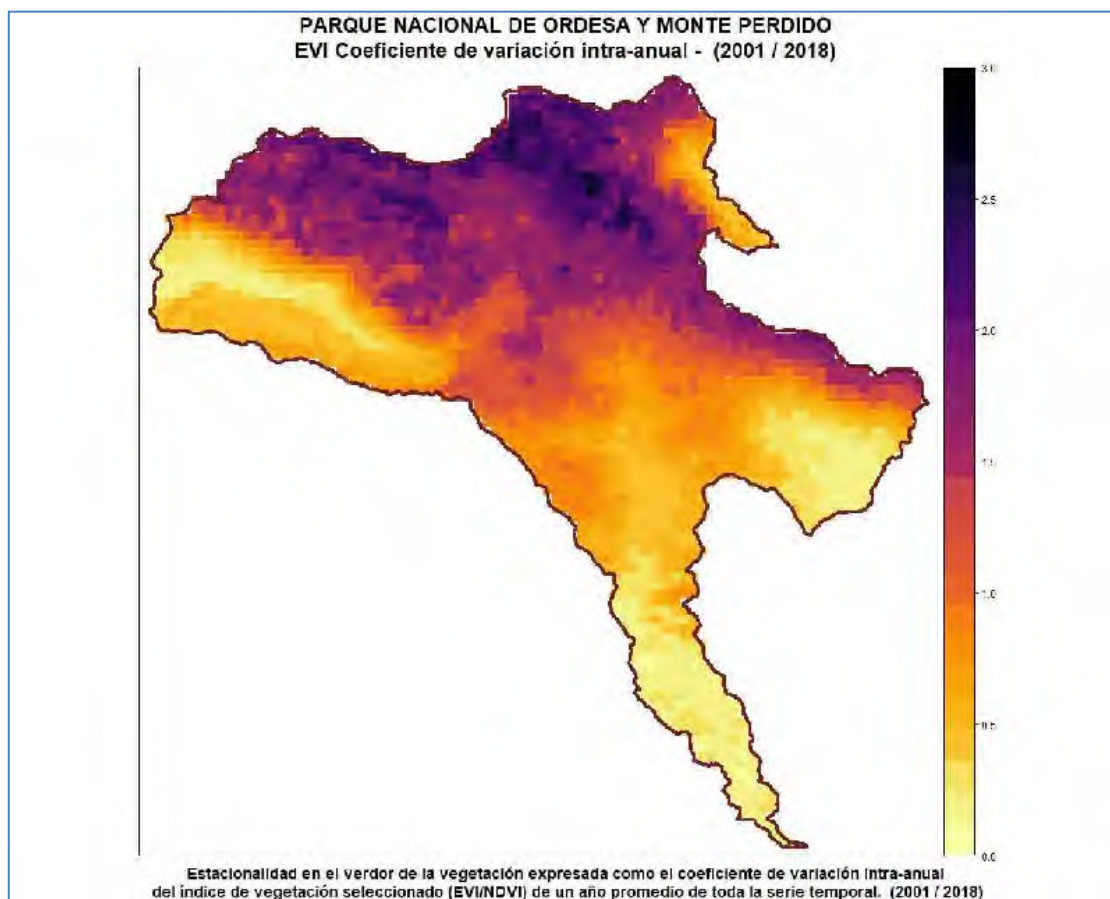 PARQUE NACIONAL DE ORDESA Y MONTE PERDIDO
EVI Coeficiente de variación intra-anual - (2001 / 2018)
3.0
2.5
2.0
1.5
1.0
0.5
0.0
Estacionalidad en el verdor de la vegetación expresada como el coeficiente de variación intra-anual
del índice de vegetación seleccionado (EVI/NDVI) de un año promedio de toda la serie temporal. (2001 / 2018)